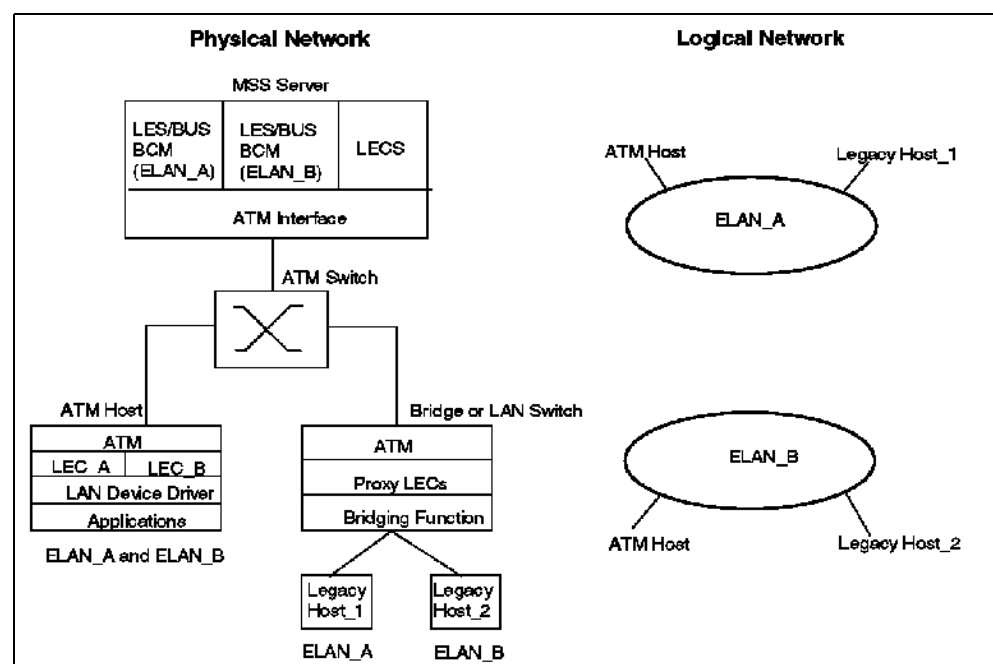 Physical Network
Logical Network
MSS Server
LES/BUS
BCM
(ELAN_A)
LES/BUS
BCM
(ELAN_B)
LECS
ATM Interface
ATM Switch
ATM Host
ATM
LEC_A
LEC_B
LAN Device Driver
Applications
ELAN_A and ELAN_B
Bridge or LAN Switch
ATM
Proxy LECs
Bridging Function
Legacy
Host_1
Legacy
Host_2
ELAN_A
ELAN_B
ATM Host
Legacy Host_1
ELAN_A
ELAN_B
ATM Host
Legacy Host_2